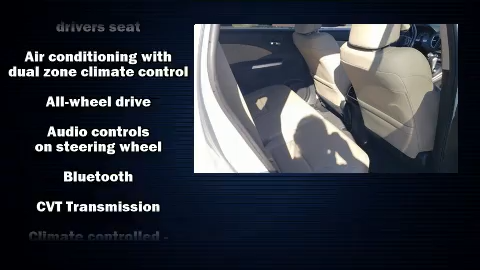 drivers seat
Air conditioning with
dual zone climate control
All-wheel drive
Audio controls
on steering wheel
Bluetooth
CVT Transmission
Climate controlled -